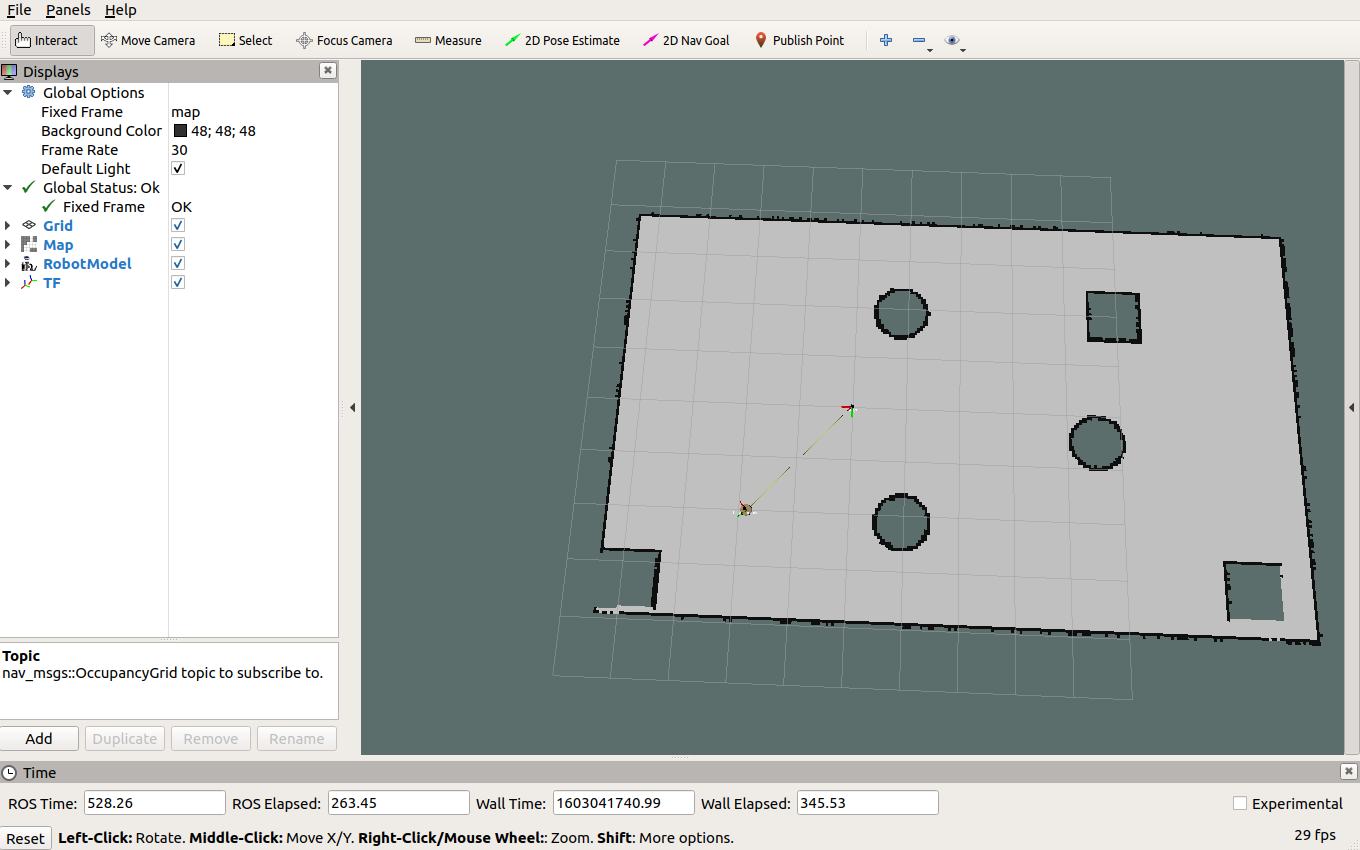 File Panels Help
Interact Move Camera Select Focus Camera Measure 2D Pose Estimate 2D Nav Goal Publish Point
Displays
Global Options
Fixed Frame map
Background Color 48; 48; 48
Frame Rate 30
Default Light
Global Status: Ok
Fixed Frame OK
Grid
Map
RobotModel
TF
Topic
nav_msgs::OccupancyGrid topic to subscribe to.
Add Duplicate Remove Rename
Time
ROS Time: 528.26 ROS Elapsed: 263.45 Wall Time: 1603041740.99 Wall Elapsed: 345.53 Experimental
Reset Left-Click: Rotate. Middle-Click: Move X/Y. Right-Click/Mouse Wheel:: Zoom. Shift: More options. 29 fps